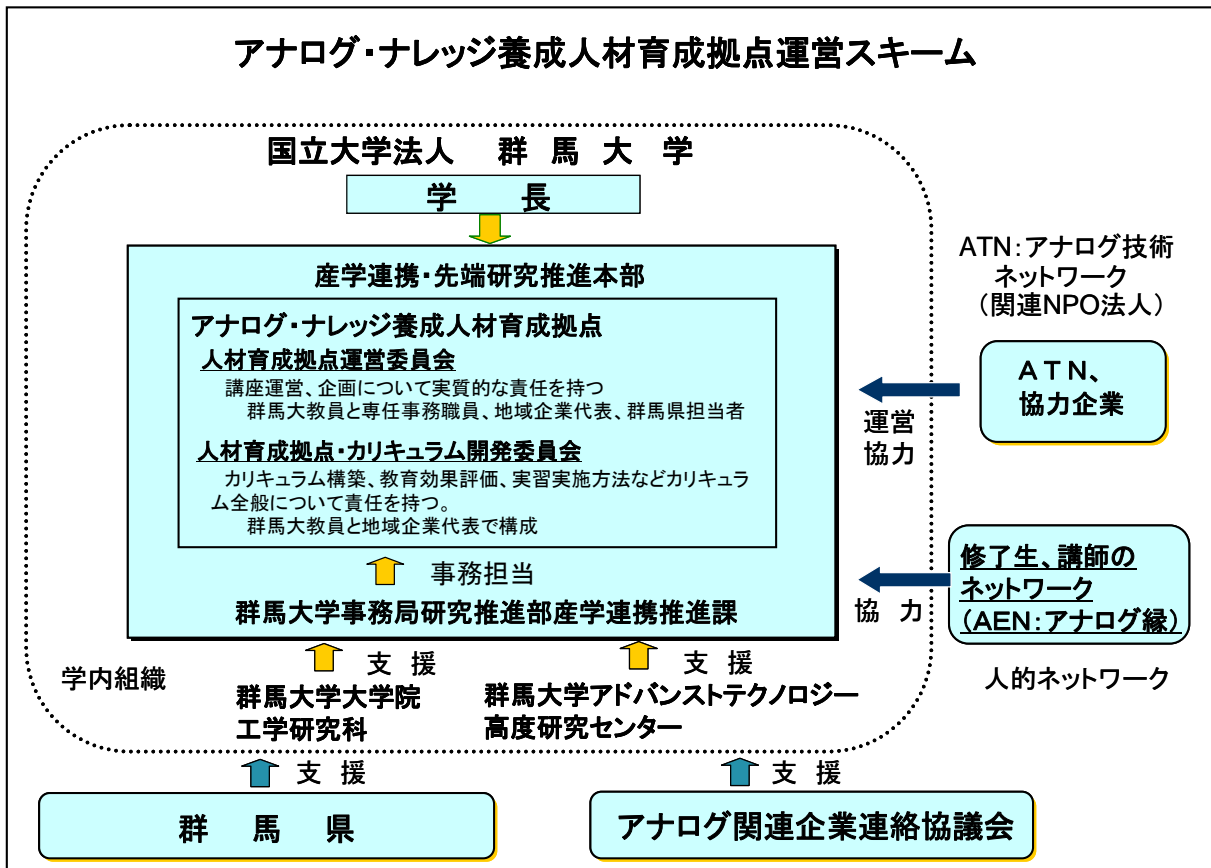 アナログ・ナレッジ養成人材育成拠点運営スキーム
国立大学法人 群 馬 大 学
学 長
産学連携・先端研究推進本部
アナログ・ナレッジ養成人材育成拠点
人材育成拠点運営委員会
講座運営、企画について実質的な責任を持つ
群馬大教員と専任事務職員、地域企業代表、群馬県担当者
人材育成拠点・カリキュラム開発委員会
カリキュラム構築、教育効果評価、実習実施方法などカリキュラ
ム全般について責任を持つ。
群馬大教員と地域企業代表で構成
事務担当
群馬大学事務局研究推進部産学連携推進課
支 援
支 援
学内組織
群馬大学大学院
工学研究科
群馬大学アドバンストテクノロジー
高度研究センター
支 援
支 援
群 馬 県
アナログ関連企業連絡協議会
ATN:アナログ技術
ネットワーク
(関連NPO法人)
ATN、
協力企業
運営
協力
修了生、講師の
ネットワーク
(AEN:アナログ縁)
協 力
人的ネットワーク